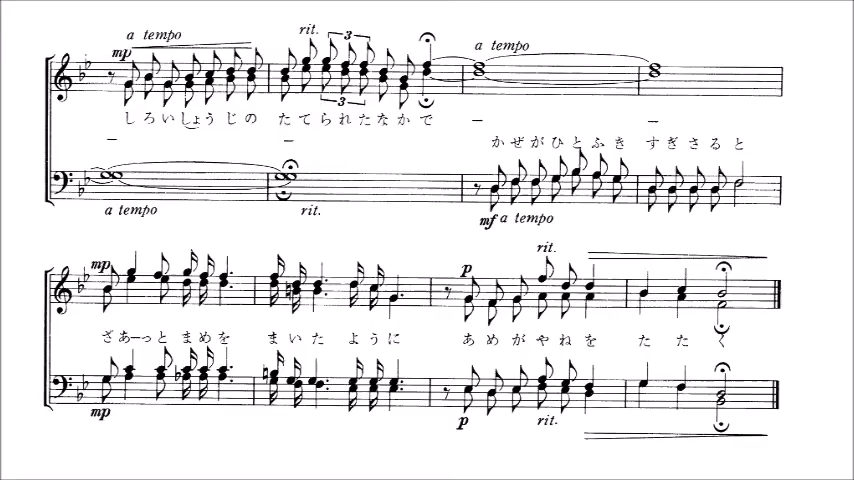 a tempo rit. a tempo
mp
3
しろいしょうじの たてられたなかで ー ー
3
ー ー かぜがひとふき すぎさると
a tempo rit. mf a tempo
mp p rit.
ざあーっと まめを まいた ように あめが やねを たたく
mp p rit.